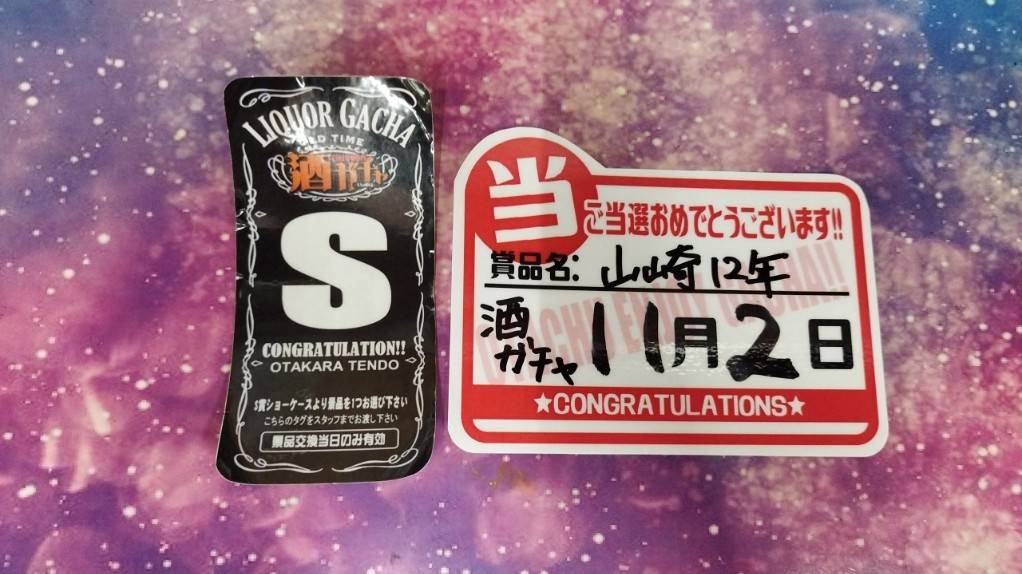 LIQUOR GACHA
OLD TIME
酒ガチャ
S
CONGRATULATION!!
OTAKARA TENDO
S賞ショーケースより景品を1つお選び下さい
こちらのタグをスタッフまでお渡し下さい
景品交換当日のみ有効
当
ご当選おめでとうございます!!
賞品名: 山崎12年
酒ガチャ 11月2日
★CONGRATULATIONS★